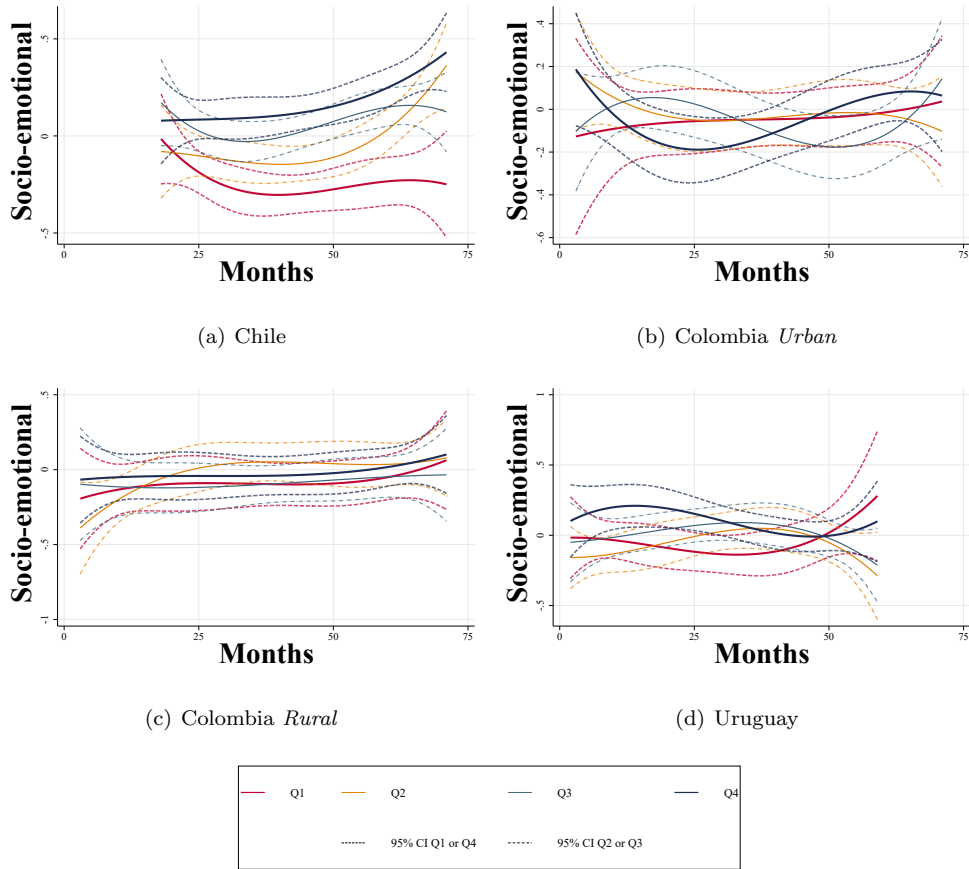 Socio-emotional
.5
0
-.5
0
25
50
75
Months
(a) Chile
Socio-emotional
.4
.2
0
-.2
-.4
-.6
0
25
50
75
Months
(b) Colombia Urban
Socio-emotional
.5
0
-.5
-1
0
25
50
75
Months
(c) Colombia Rural
Socio-emotional
1
.5
0
-.5
0
25
50
75
Months
(d) Uruguay
Q1 Q2 Q3 Q4
95% CI Q1 or Q4 95% CI Q2 or Q3